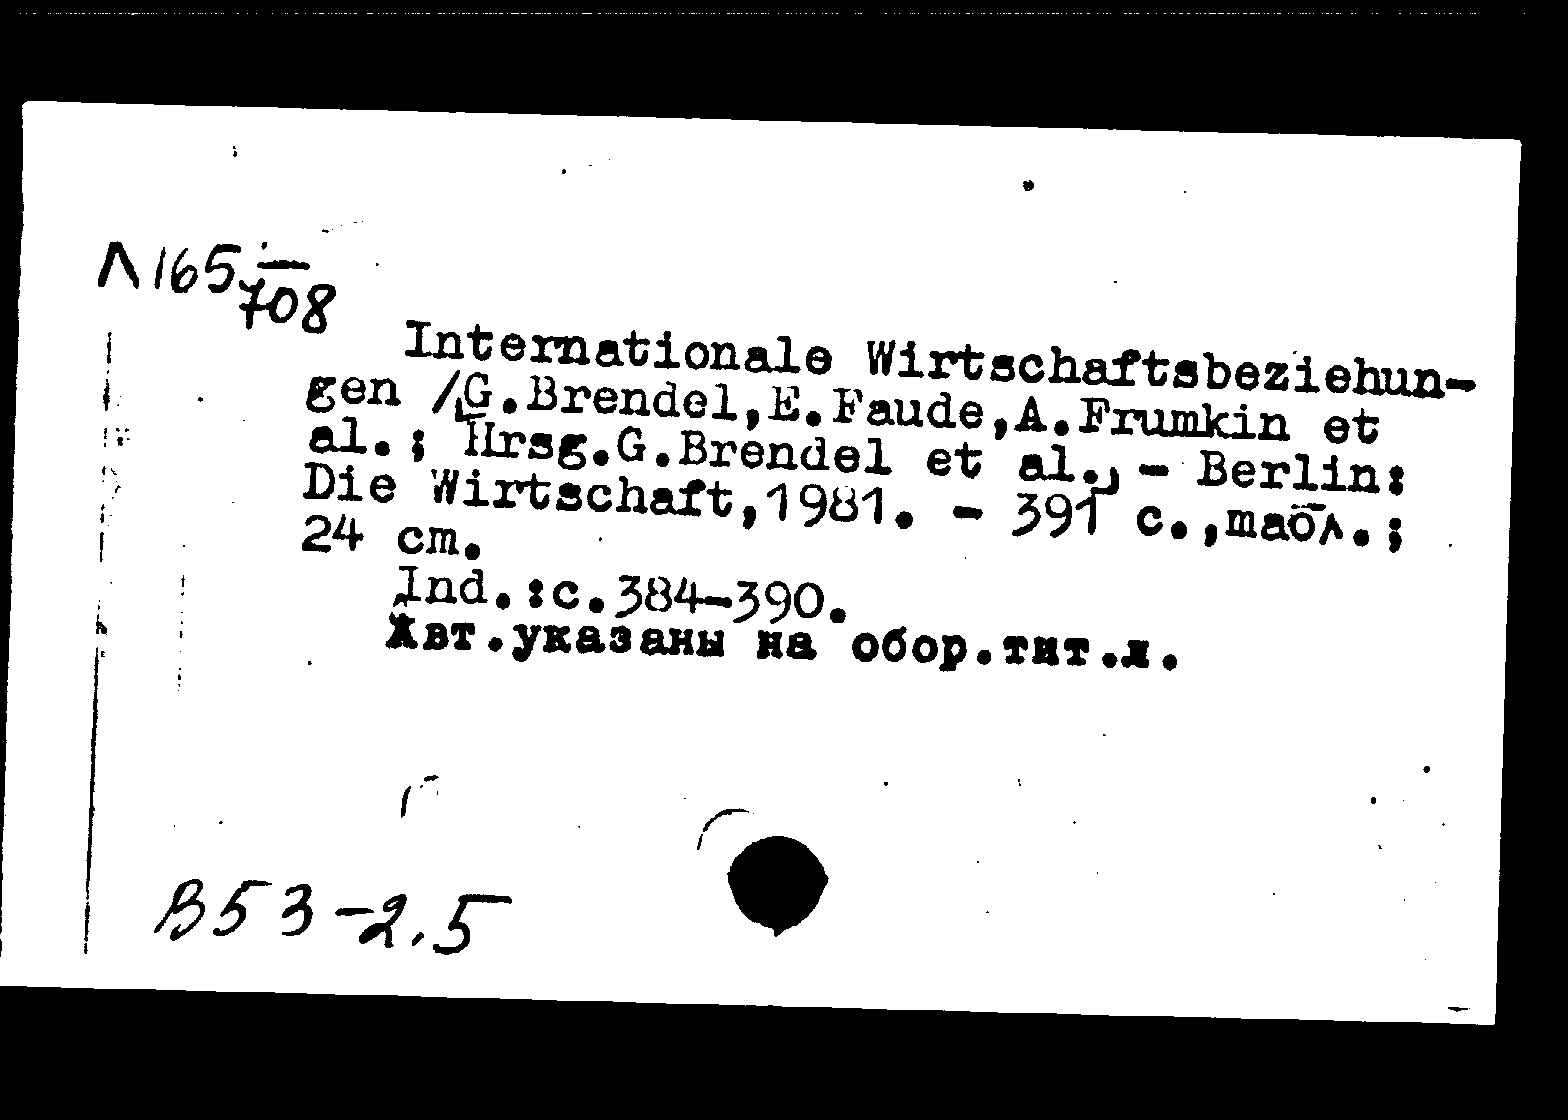 Λ165-
708
Internationale Wirtschaftsbeziehun-
gen /[G.Brendel,E.Faude,A.Frumkin et
al.; Hrsg.G.Brendel et al.] - Berlin:
Die Wirtschaft,1981. - 391 c.,табл.;
24 cm.
Ind.:c.384-390.
Авт.указаны на обор.тит.л.
B53-2.5